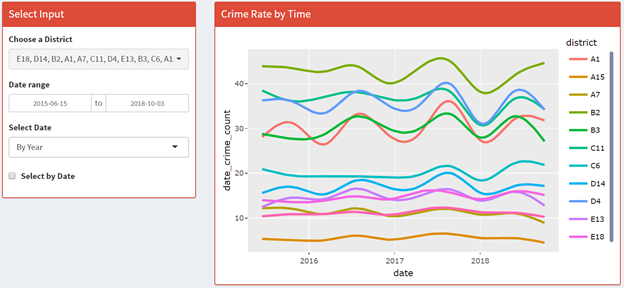 Select Input
Choose a District
E18, D14, B2, A1, A7, C11, D4, E13, B3, C6, A1
Date range
2015-06-15 to 2018-10-03
Select Date
By Year
Select by Date
Crime Rate by Time
date_crime_count
40
30
20
10
2016 2017 2018
date
district
A1
A15
A7
B2
B3
C11
C6
D14
D4
E13
E18